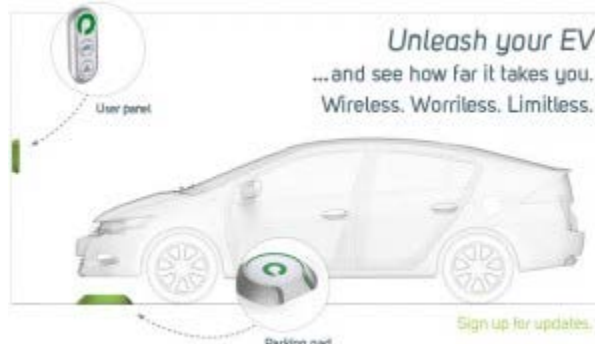 Unleash your EV
...and see how far it takes you.
Wireless. Worriless. Limitless.
User panel
Parking pad
Sign up for updates.